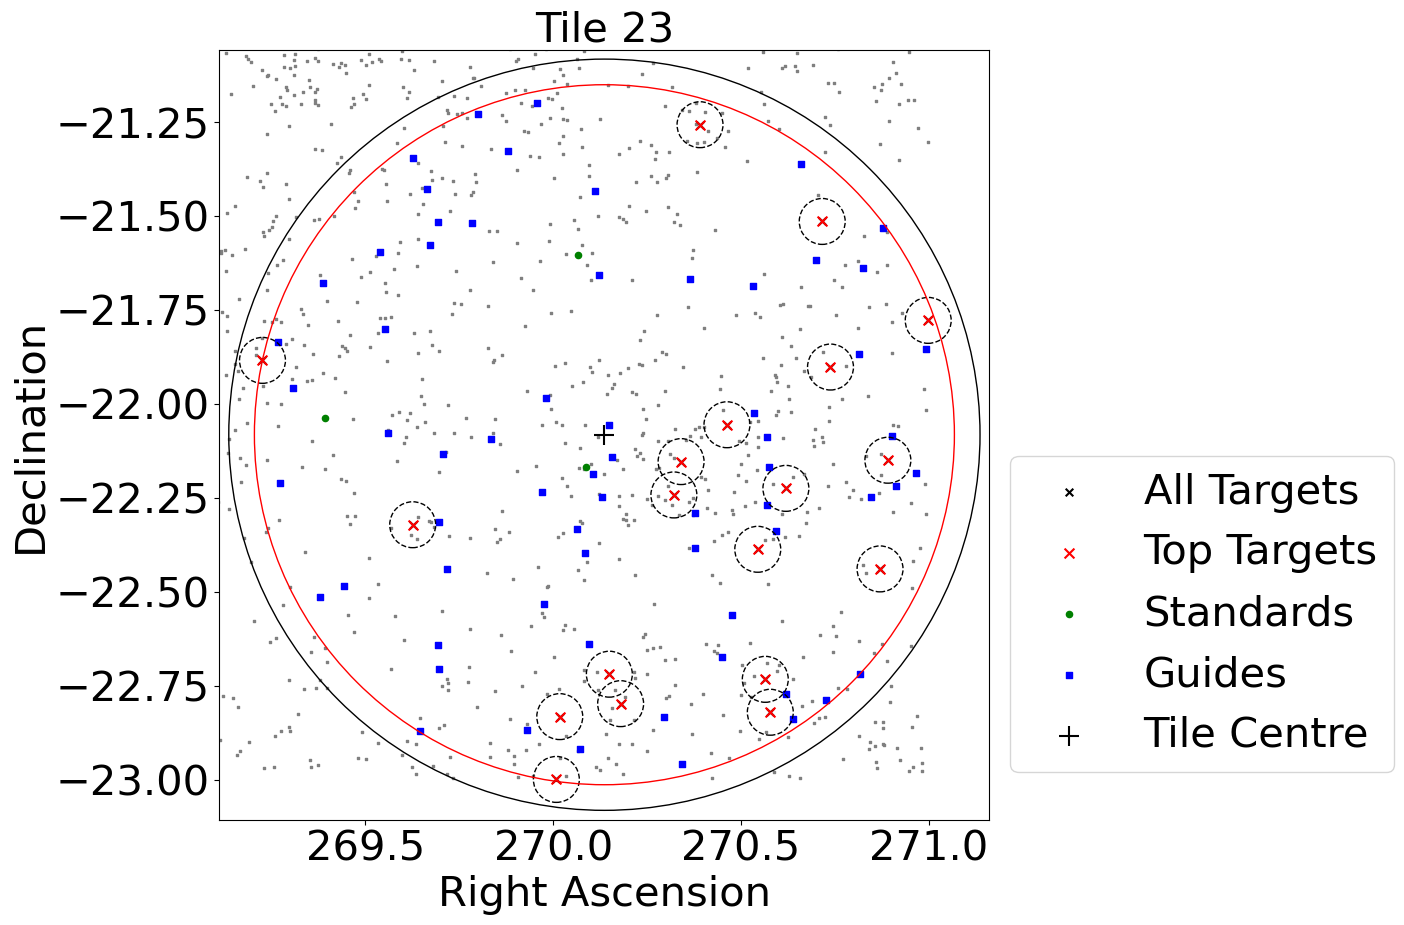 Tile 23
−21.25
−21.50
−21.75
−22.00
−22.25
−22.50
−22.75
−23.00
Declination
269.5
270.0
270.5
271.0
Right Ascension
All Targets
Top Targets
Standards
Guides
Tile Centre